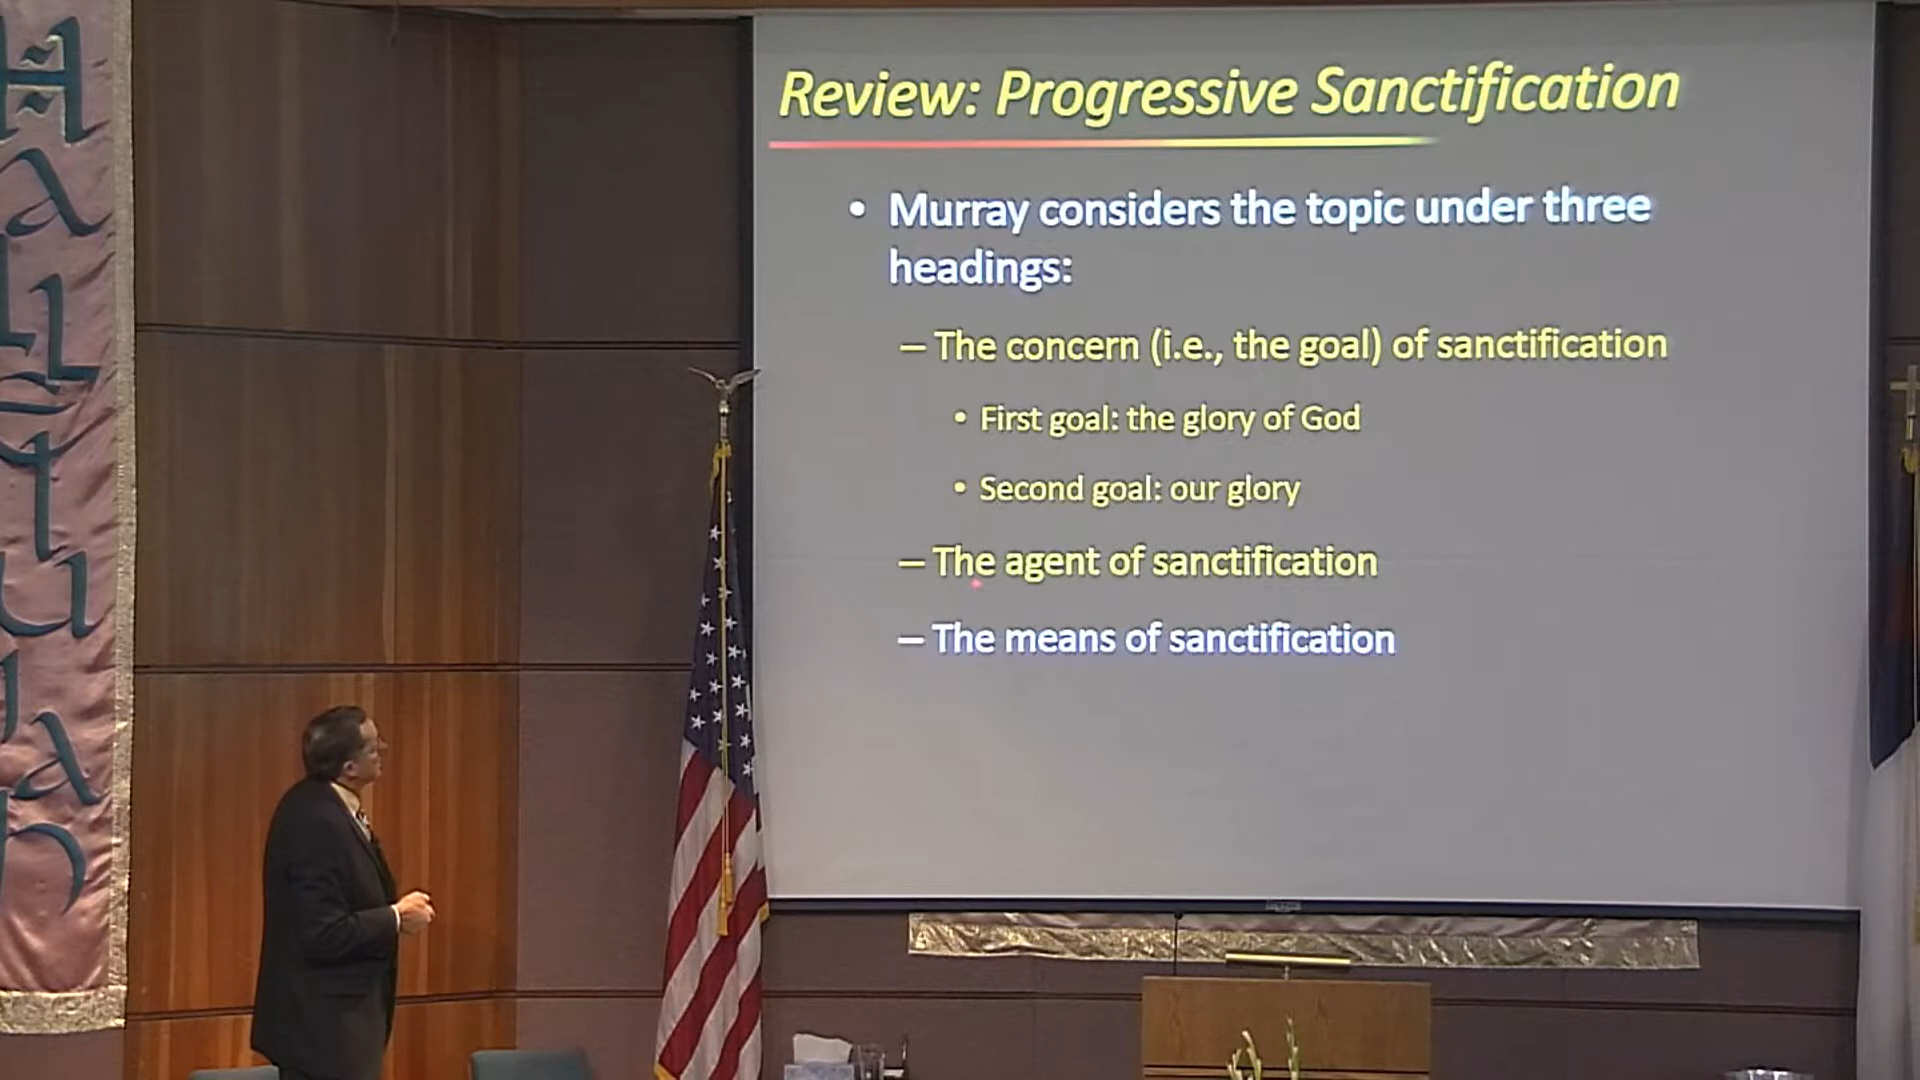 Hallelujah
Review: Progressive Sanctification
• Murray considers the topic under three
headings:
– The concern (i.e., the goal) of sanctification
• First goal: the glory of God
• Second goal: our glory
– The agent of sanctification
– The means of sanctification